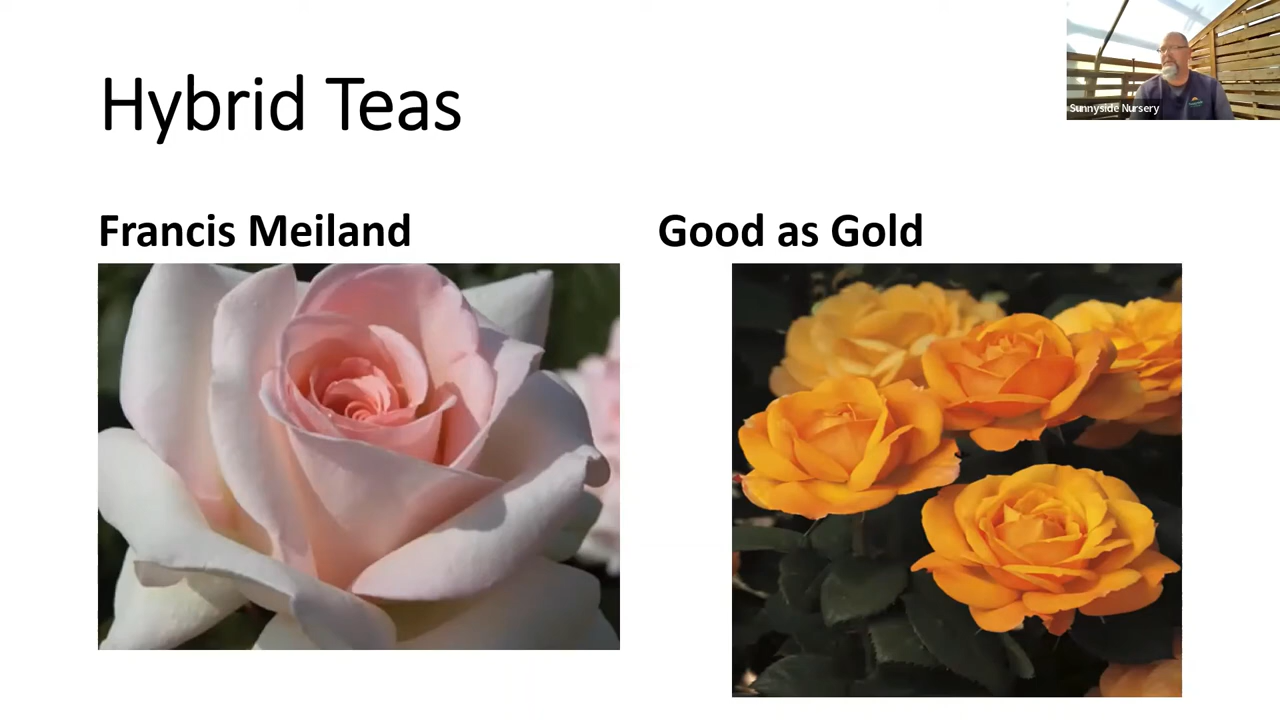 Hybrid Teas
Sunnyside Nursery
Francis Meiland
Good as Gold